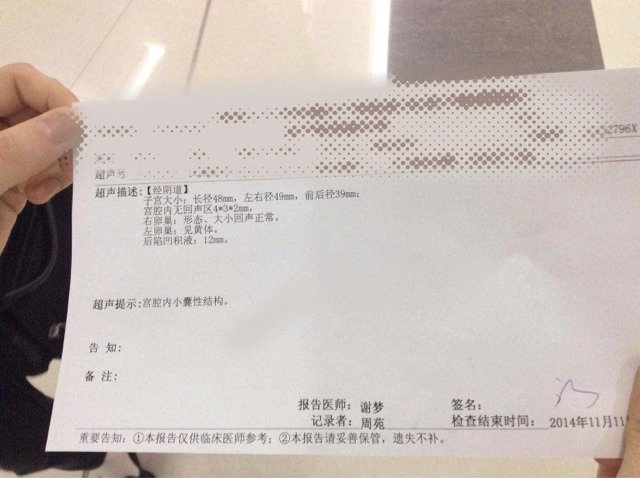 2796X
超声号
超声描述:【经阴道】
子宫大小: 长径48mm, 左右径49mm, 前后径39mm;
宫腔内无回声区4*3*2mm,
右卵巢: 形态、大小回声正常。
左卵巢: 见黄体。
后陷凹积液: 12mm。
超声提示: 宫腔内小囊性结构。
告 知:
备 注:
报告医师: 谢梦 签名:
记录者: 周苑 检查结束时间: 2014年11月11
重要告知: ①本报告仅供临床医师参考; ②本报告请妥善保管, 遗失不补。